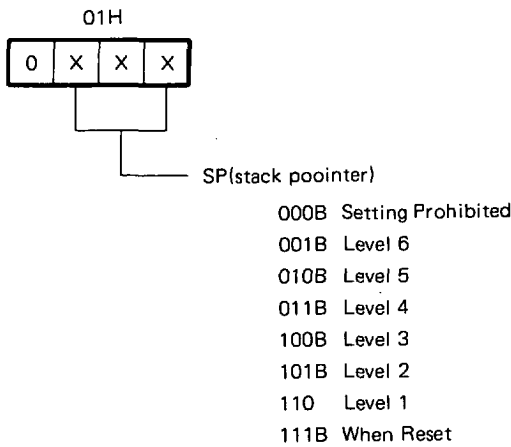 01H
0 X X X
SP(stack poointer)
000B Setting Prohibited
001B Level 6
010B Level 5
011B Level 4
100B Level 3
101B Level 2
110 Level 1
111B When Reset